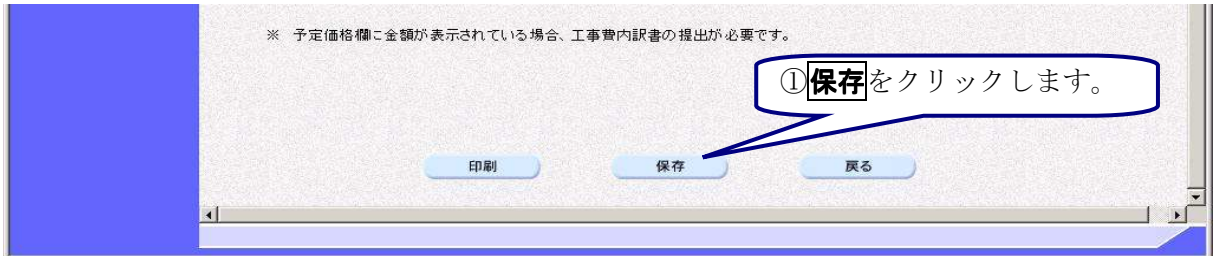 ※ 予定価格欄に金額が表示されている場合、工事費内訳書の提出が必要です。
①保存をクリックします。
印刷 保存 戻る